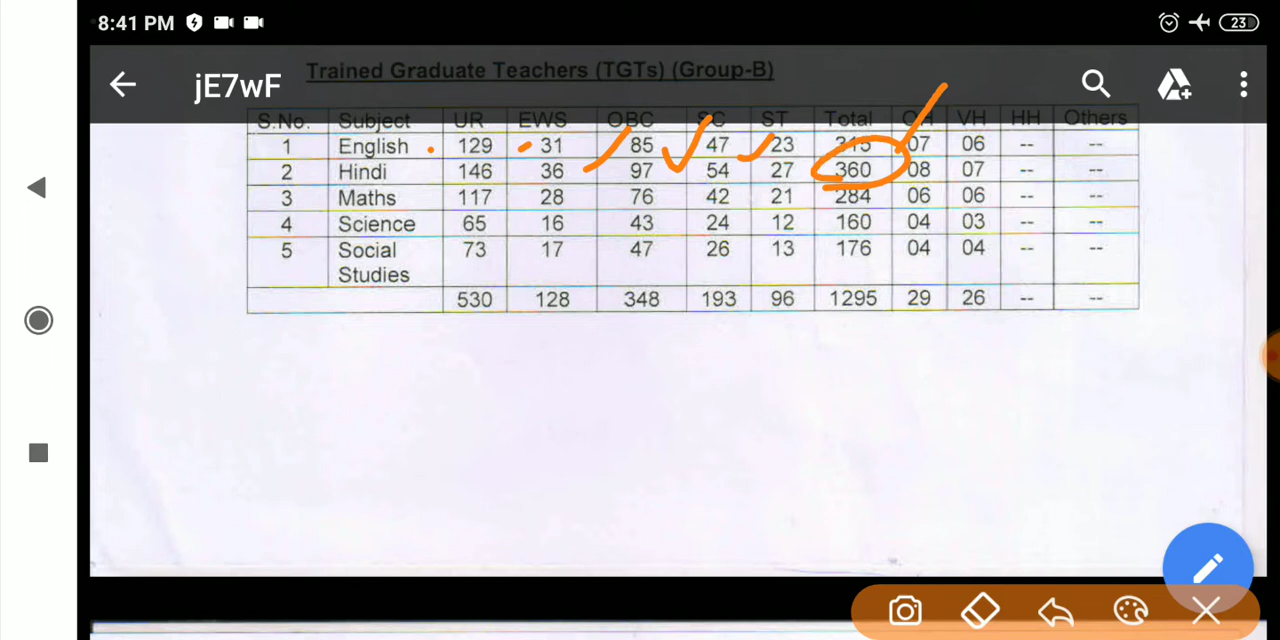 8:41 PM 23
jE7wF
Trained Graduate Teachers (TGTs) (Group-B)
S.No. Subject UR EWS OBC SC ST Total OH VH HH Others
1 English 129 31 85 47 23 315 07 06 -- --
2 Hindi 146 36 97 54 27 360 08 07 -- --
3 Maths 117 28 76 42 21 284 06 06 -- --
4 Science 65 16 43 24 12 160 04 03 -- --
5 Social 73 17 47 26 13 176 04 04 -- --
Studies
530 128 348 193 96 1295 29 26 -- --